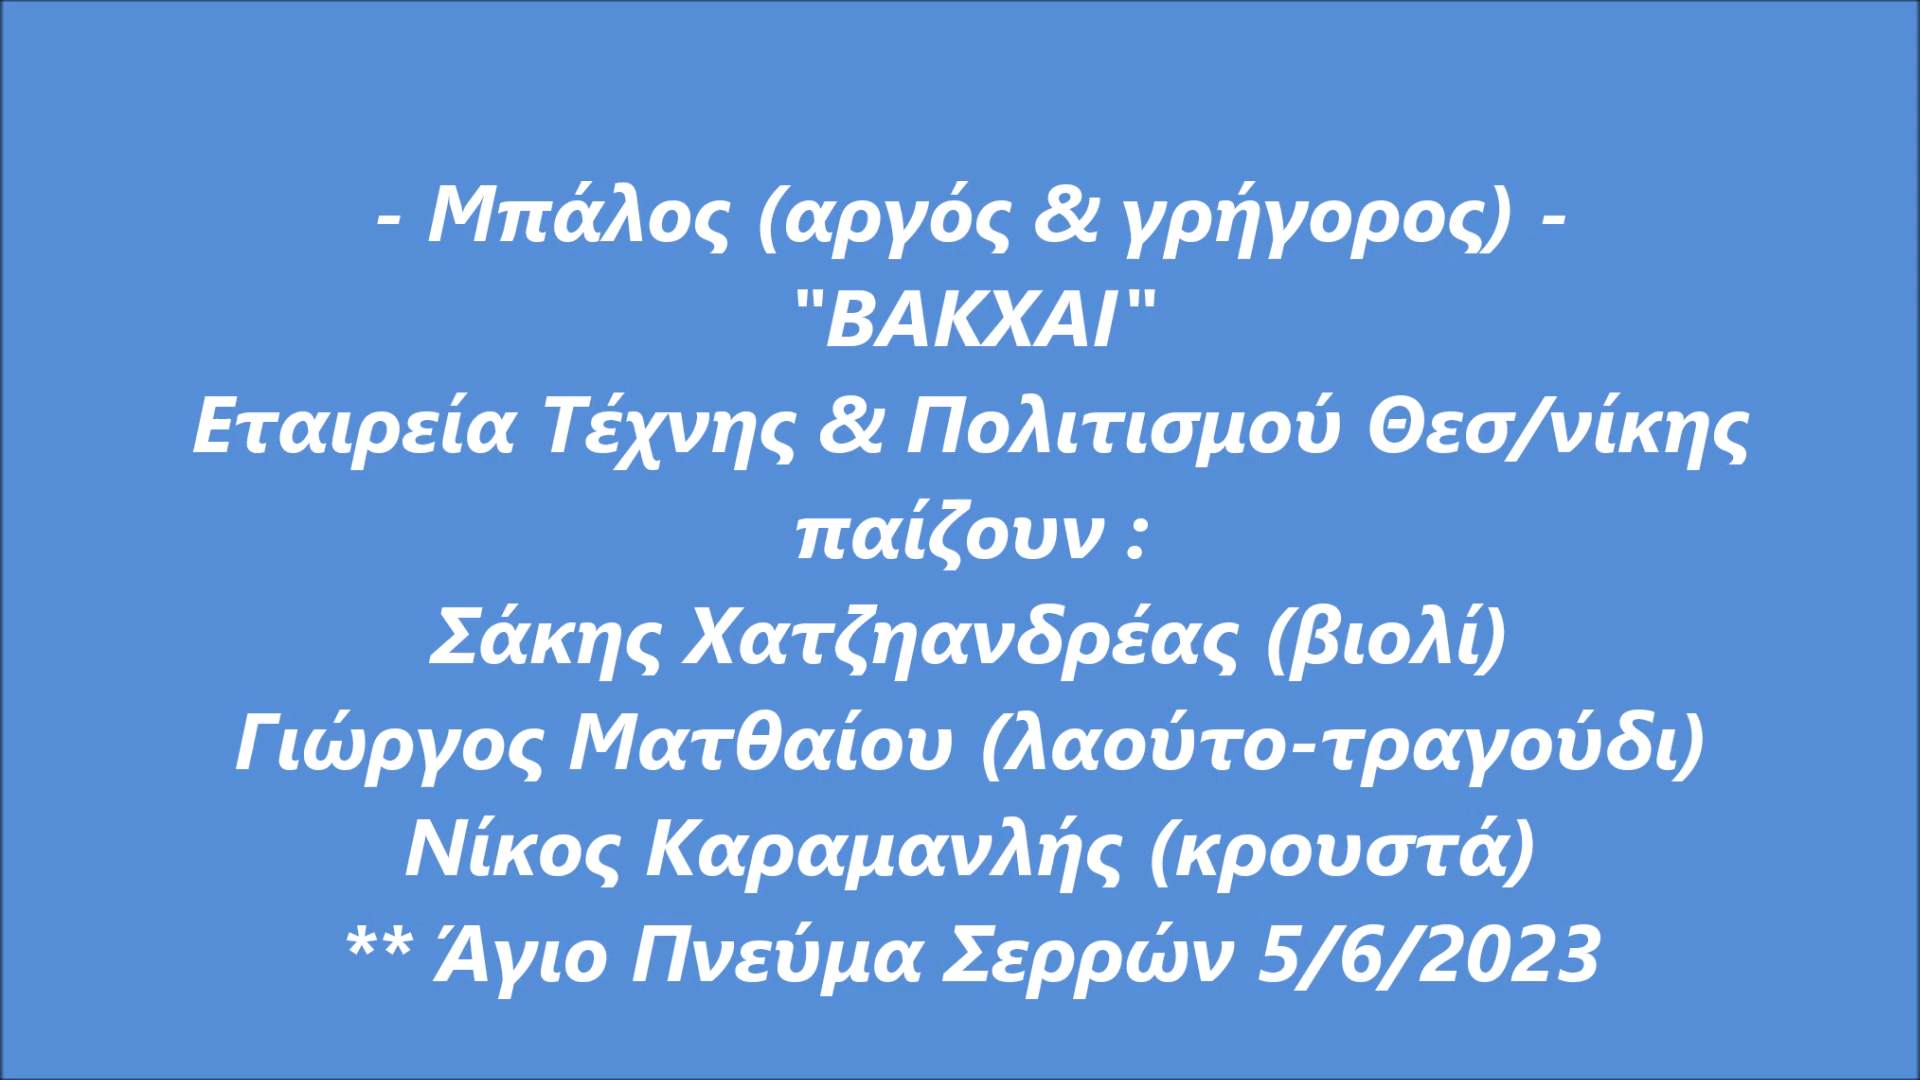 - Μπάλος (αργός & γρήγορος) -
"ΒΑΚΧΑΙ"
Εταιρεία Τέχνης & Πολιτισμού Θεσ/νίκης
παίζουν :
Σάκης Χατζηανδρέας (βιολί)
Γιώργος Ματθαίου (λαούτο-τραγούδι)
Νίκος Καραμανλής (κρουστά)
** Άγιο Πνεύμα Σερρών 5/6/2023